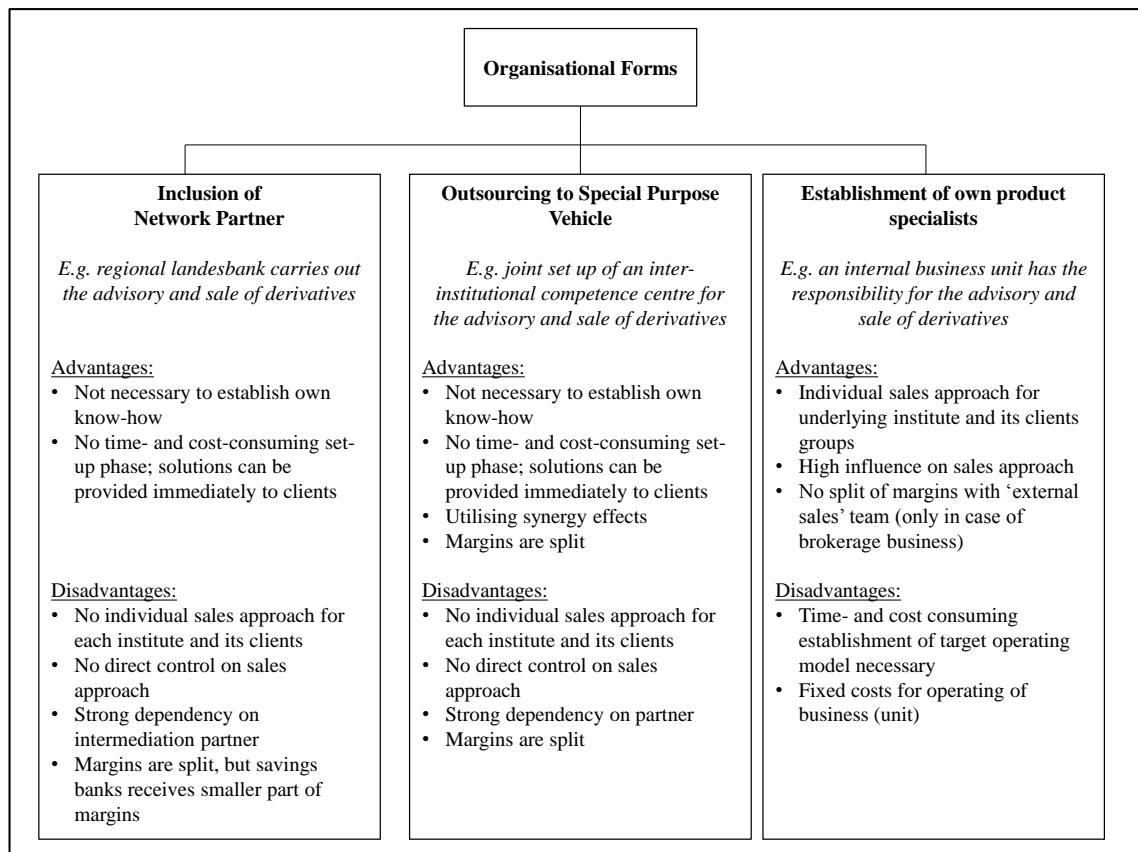 Organisational Forms
Inclusion of
Network Partner
E.g. regional landesbank carries out
the advisory and sale of derivatives
Advantages:
• Not necessary to establish own
know-how
• No time- and cost-consuming set-
up phase; solutions can be
provided immediately to clients
Disadvantages:
• No individual sales approach for
each institute and its clients
• No direct control on sales
approach
• Strong dependency on
intermediation partner
• Margins are split, but savings
banks receives smaller part of
margins
Outsourcing to Special Purpose
Vehicle
E.g. joint set up of an inter-
institutional competence centre for
the advisory and sale of derivatives
Advantages:
• Not necessary to establish own
know-how
• No time- and cost-consuming set-
up phase; solutions can be
provided immediately to clients
• Utilising synergy effects
• Margins are split
Disadvantages:
• No individual sales approach for
each institute and its clients
• No direct control on sales
approach
• Strong dependency on partner
• Margins are split
Establishment of own product
specialists
E.g. an internal business unit has the
responsibility for the advisory and
sale of derivatives
Advantages:
• Individual sales approach for
underlying institute and its clients
groups
• High influence on sales approach
• No split of margins with ‘external
sales’ team (only in case of
brokerage business)
Disadvantages:
• Time- and cost consuming
establishment of target operating
model necessary
• Fixed costs for operating of
business (unit)